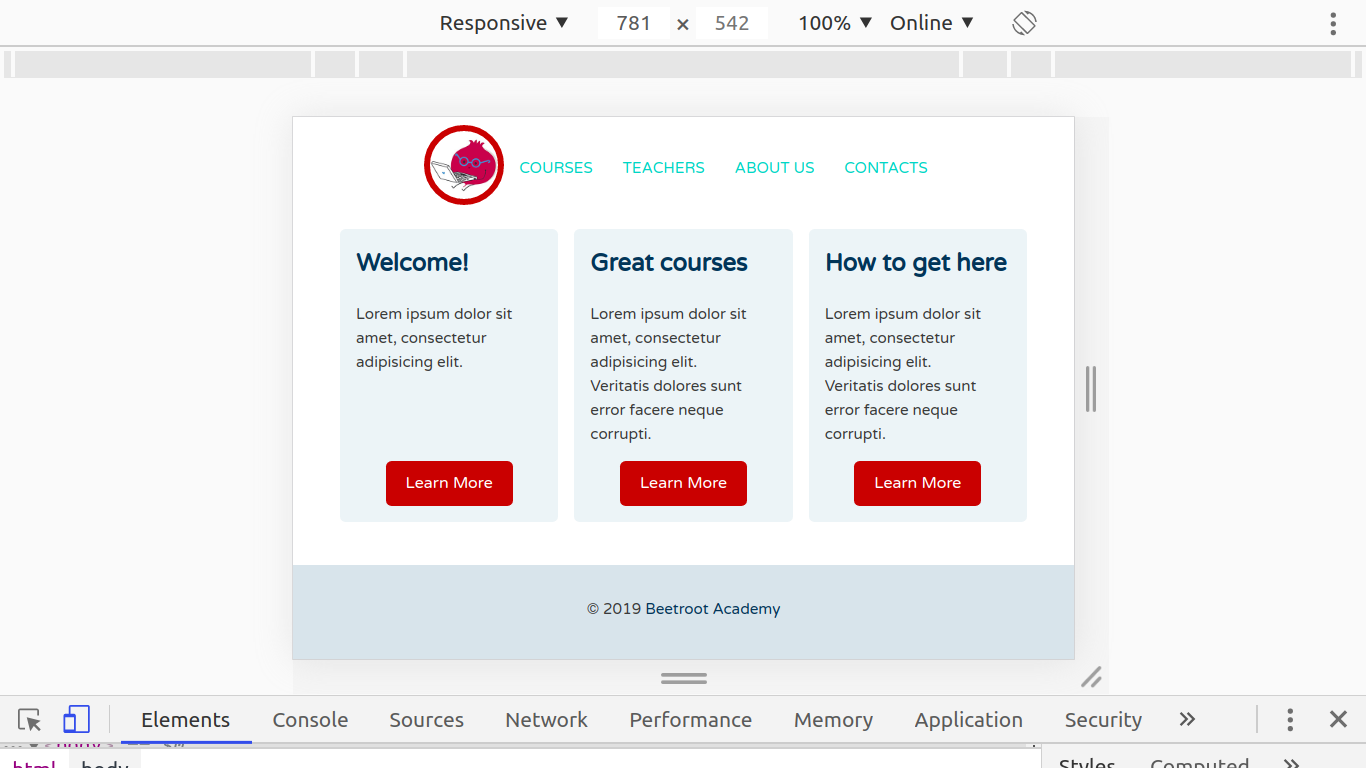 Responsive ▼ 781 × 542 100% ▼ Online ▼
COURSES TEACHERS ABOUT US CONTACTS
Welcome!
Lorem ipsum dolor sit
amet, consectetur
adipisicing elit.
Learn More
Great courses
Lorem ipsum dolor sit
amet, consectetur
adipisicing elit.
Veritatis dolores sunt
error facere neque
corrupti.
Learn More
How to get here
Lorem ipsum dolor sit
amet, consectetur
adipisicing elit.
Veritatis dolores sunt
error facere neque
corrupti.
Learn More
© 2019 Beetroot Academy
Elements Console Sources Network Performance Memory Application Security »
html body
Styles Computed »